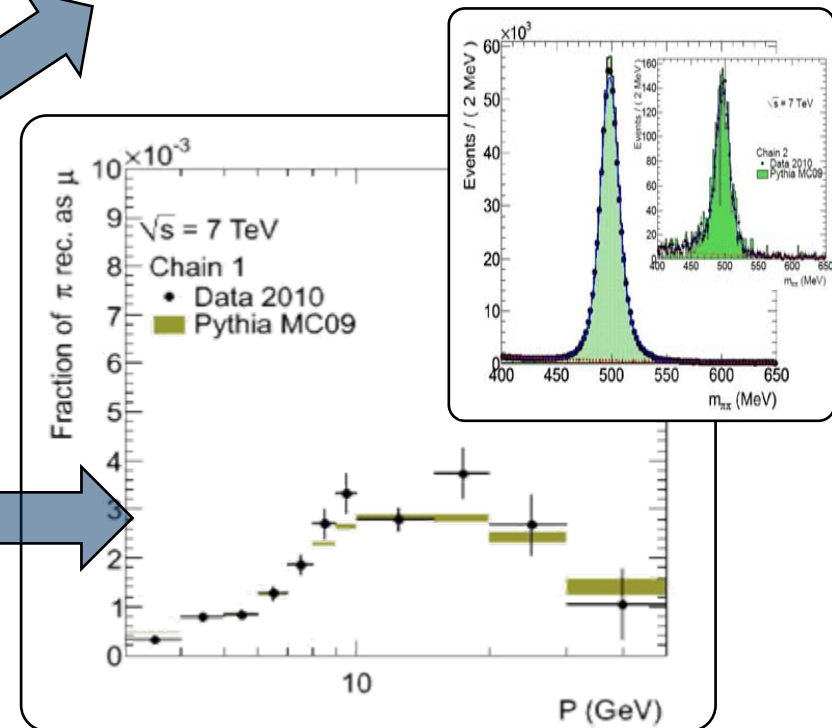 ×10⁻³
Fraction of π rec. as μ
10
9
8
7
6
5
4
3
2
1
0
√s = 7 TeV
Chain 1
Data 2010
Pythia MC09
10
P (GeV)
×10³
Events / ( 2 MeV )
60
50
40
30
20
10
0
400 450 500 550 600 650
mππ (MeV)
Events / ( 2 MeV )
160
140
120
100
80
60
40
20
√s = 7 TeV
Chain 2
Data 2010
Pythia MC09
400 450 500 550 600 650
mππ (MeV)